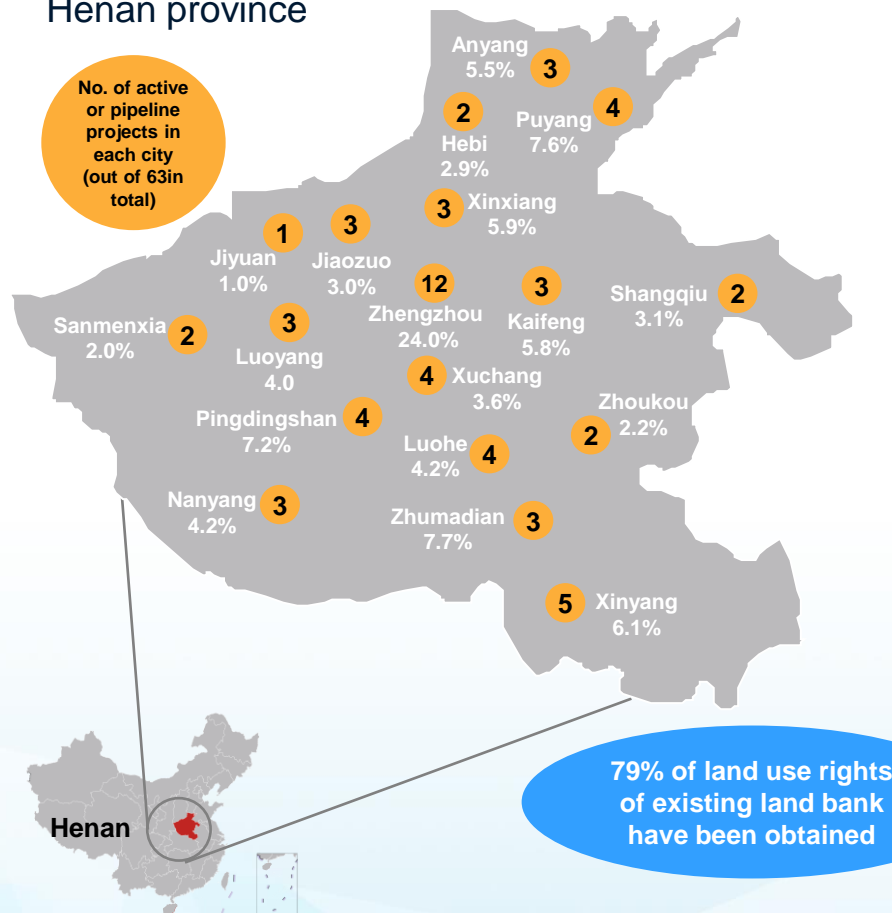 Henan province
No. of active
or pipeline
projects in
each city
(out of 63in
total)
Anyang
5.5%
3
2
Hebi
2.9%
Puyang
7.6%
4
3
Xinxiang
5.9%
1
Jiyuan
1.0%
3
Jiaozuo
3.0%
12
Zhengzhou
24.0%
3
Kaifeng
5.8%
Shangqiu
3.1%
2
Sanmenxia
2.0%
2
3
Luoyang
4.0
4
Xuchang
3.6%
Zhoukou
2.2%
2
Pingdingshan
7.2%
4
Luohe
4.2%
4
Nanyang
4.2%
3
Zhumadian
7.7%
3
5
Xinyang
6.1%
79% of land use rights
of existing land bank
have been obtained
Henan